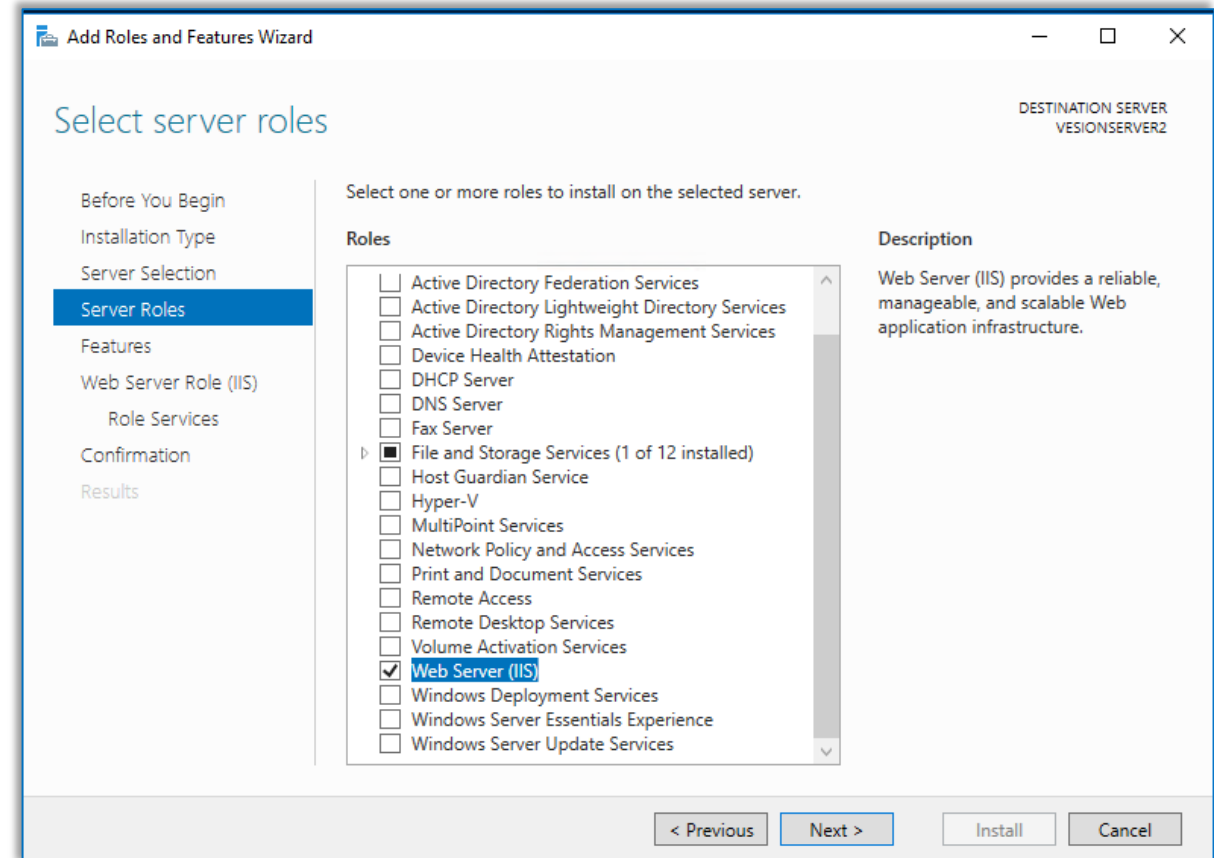 Add Roles and Features Wizard
Select server roles
DESTINATION SERVER
VESIONSERVER2
Before You Begin
Installation Type
Server Selection
Server Roles
Features
Web Server Role (IIS)
Role Services
Confirmation
Results
Select one or more roles to install on the selected server.
Roles
Active Directory Federation Services
Active Directory Lightweight Directory Services
Active Directory Rights Management Services
Device Health Attestation
DHCP Server
DNS Server
Fax Server
File and Storage Services (1 of 12 installed)
Host Guardian Service
Hyper-V
MultiPoint Services
Network Policy and Access Services
Print and Document Services
Remote Access
Remote Desktop Services
Volume Activation Services
Web Server (IIS)
Windows Deployment Services
Windows Server Essentials Experience
Windows Server Update Services
Description
Web Server (IIS) provides a reliable,
manageable, and scalable Web
application infrastructure.
< Previous
Next >
Install
Cancel